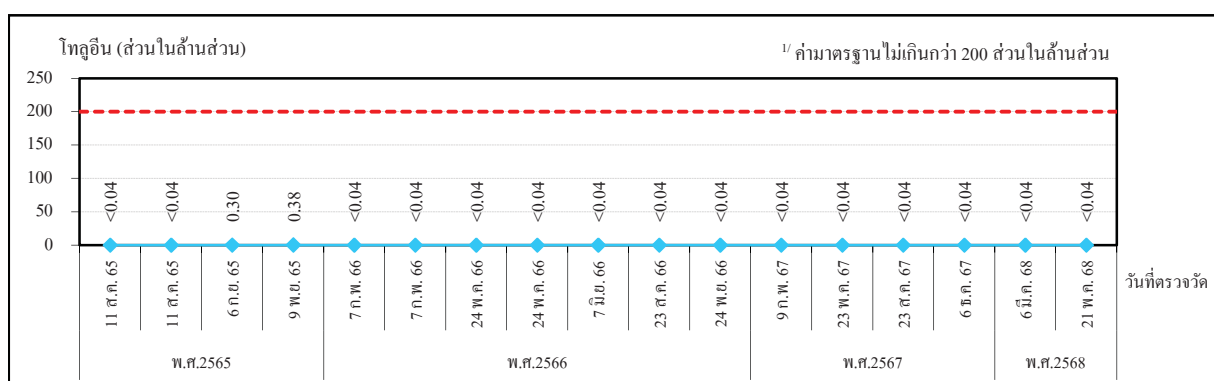 โทลูอีน (ส่วนในล้านส่วน)
1/ ค่ามาตรฐานไม่เกินกว่า 200 ส่วนในล้านส่วน
250
200
150
100
50
0
<0.04
<0.04
0.30
0.38
<0.04
<0.04
<0.04
<0.04
<0.04
<0.04
<0.04
<0.04
<0.04
<0.04
<0.04
<0.04
<0.04
11 ส.ค. 65
11 ส.ค. 65
6 ก.ย. 65
9 พ.ย. 65
7 ก.พ. 66
7 ก.พ. 66
24 พ.ค. 66
24 พ.ค. 66
7 มิ.ย. 66
23 ส.ค. 66
24 พ.ย. 66
9 ก.พ. 67
23 พ.ค. 67
23 ส.ค. 67
6 ธ.ค. 67
6 มี.ค. 68
21 พ.ค. 68
วันที่ตรวจวัด
พ.ศ.2565
พ.ศ.2566
พ.ศ.2567
พ.ศ.2568